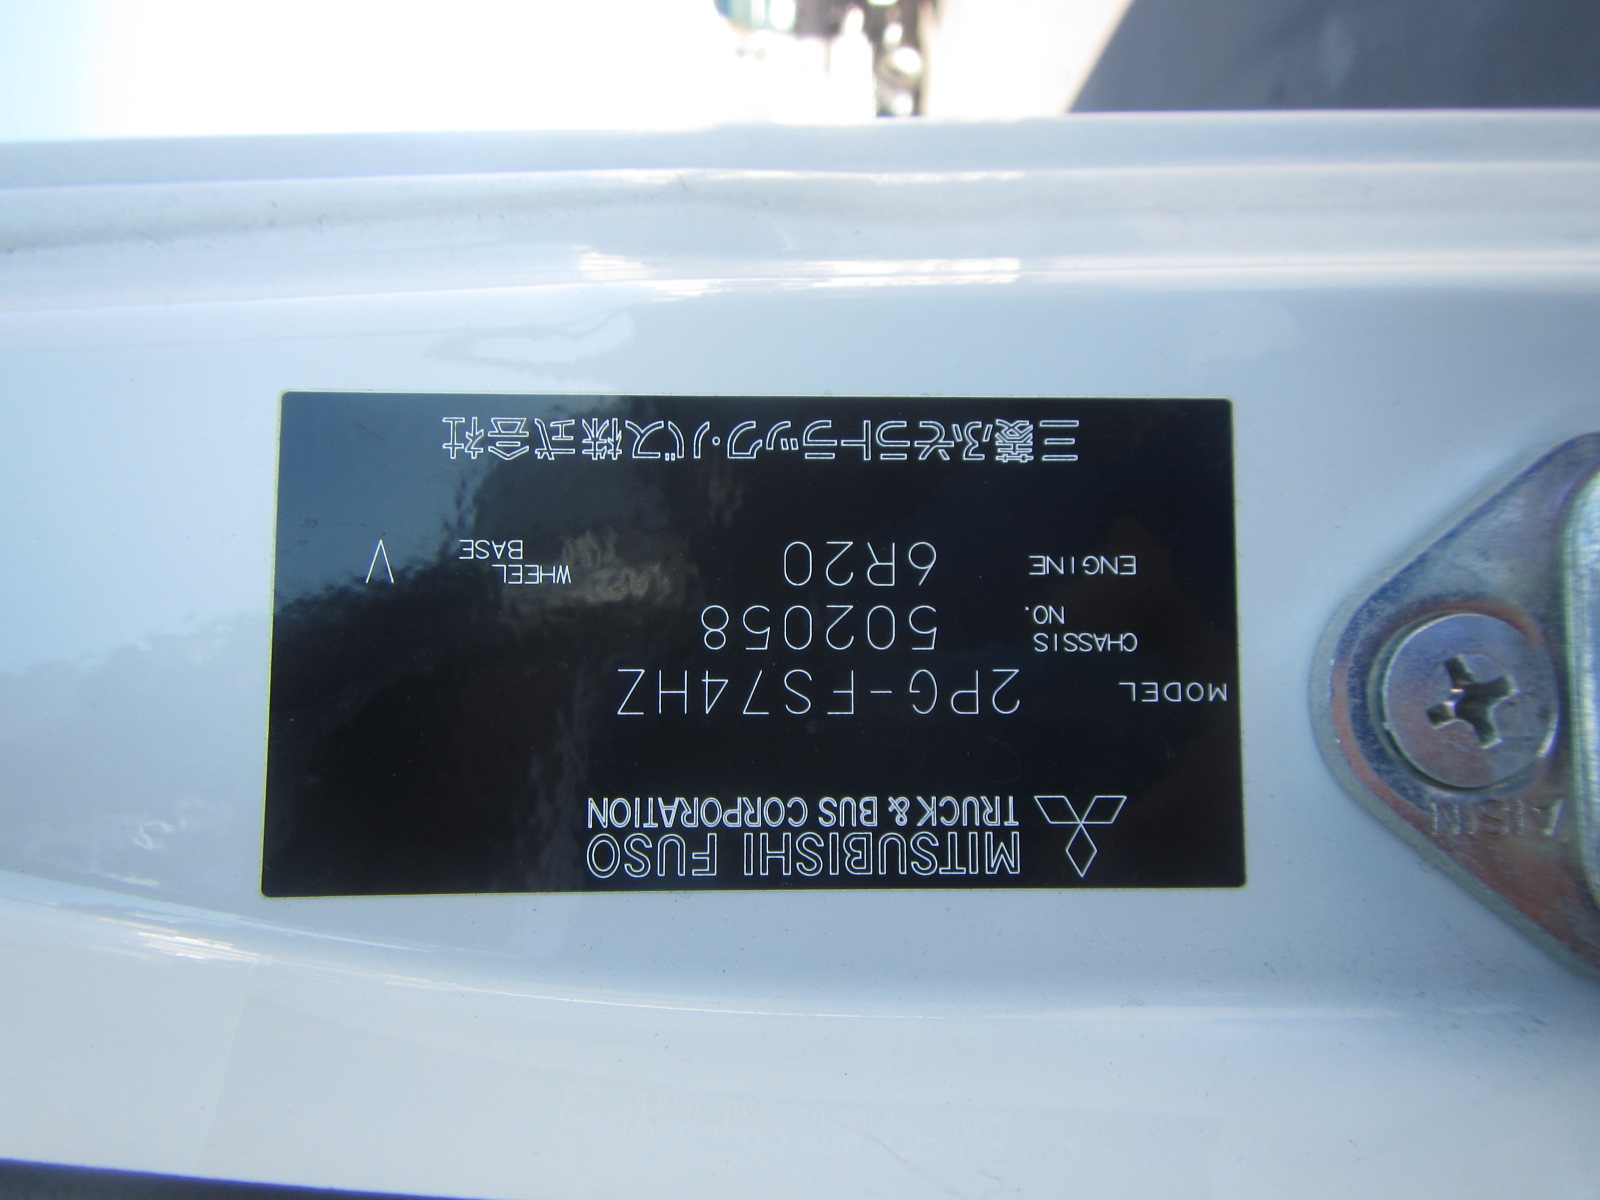 MITSUBISHI FUSO
TRUCK & BUS CORPORATION
MODEL 2PG-FS74HZ
CHASSIS NO. 502058
ENGINE 6R20 WHEEL BASE V
三菱ふそうトラック・バス株式会社
AISIN